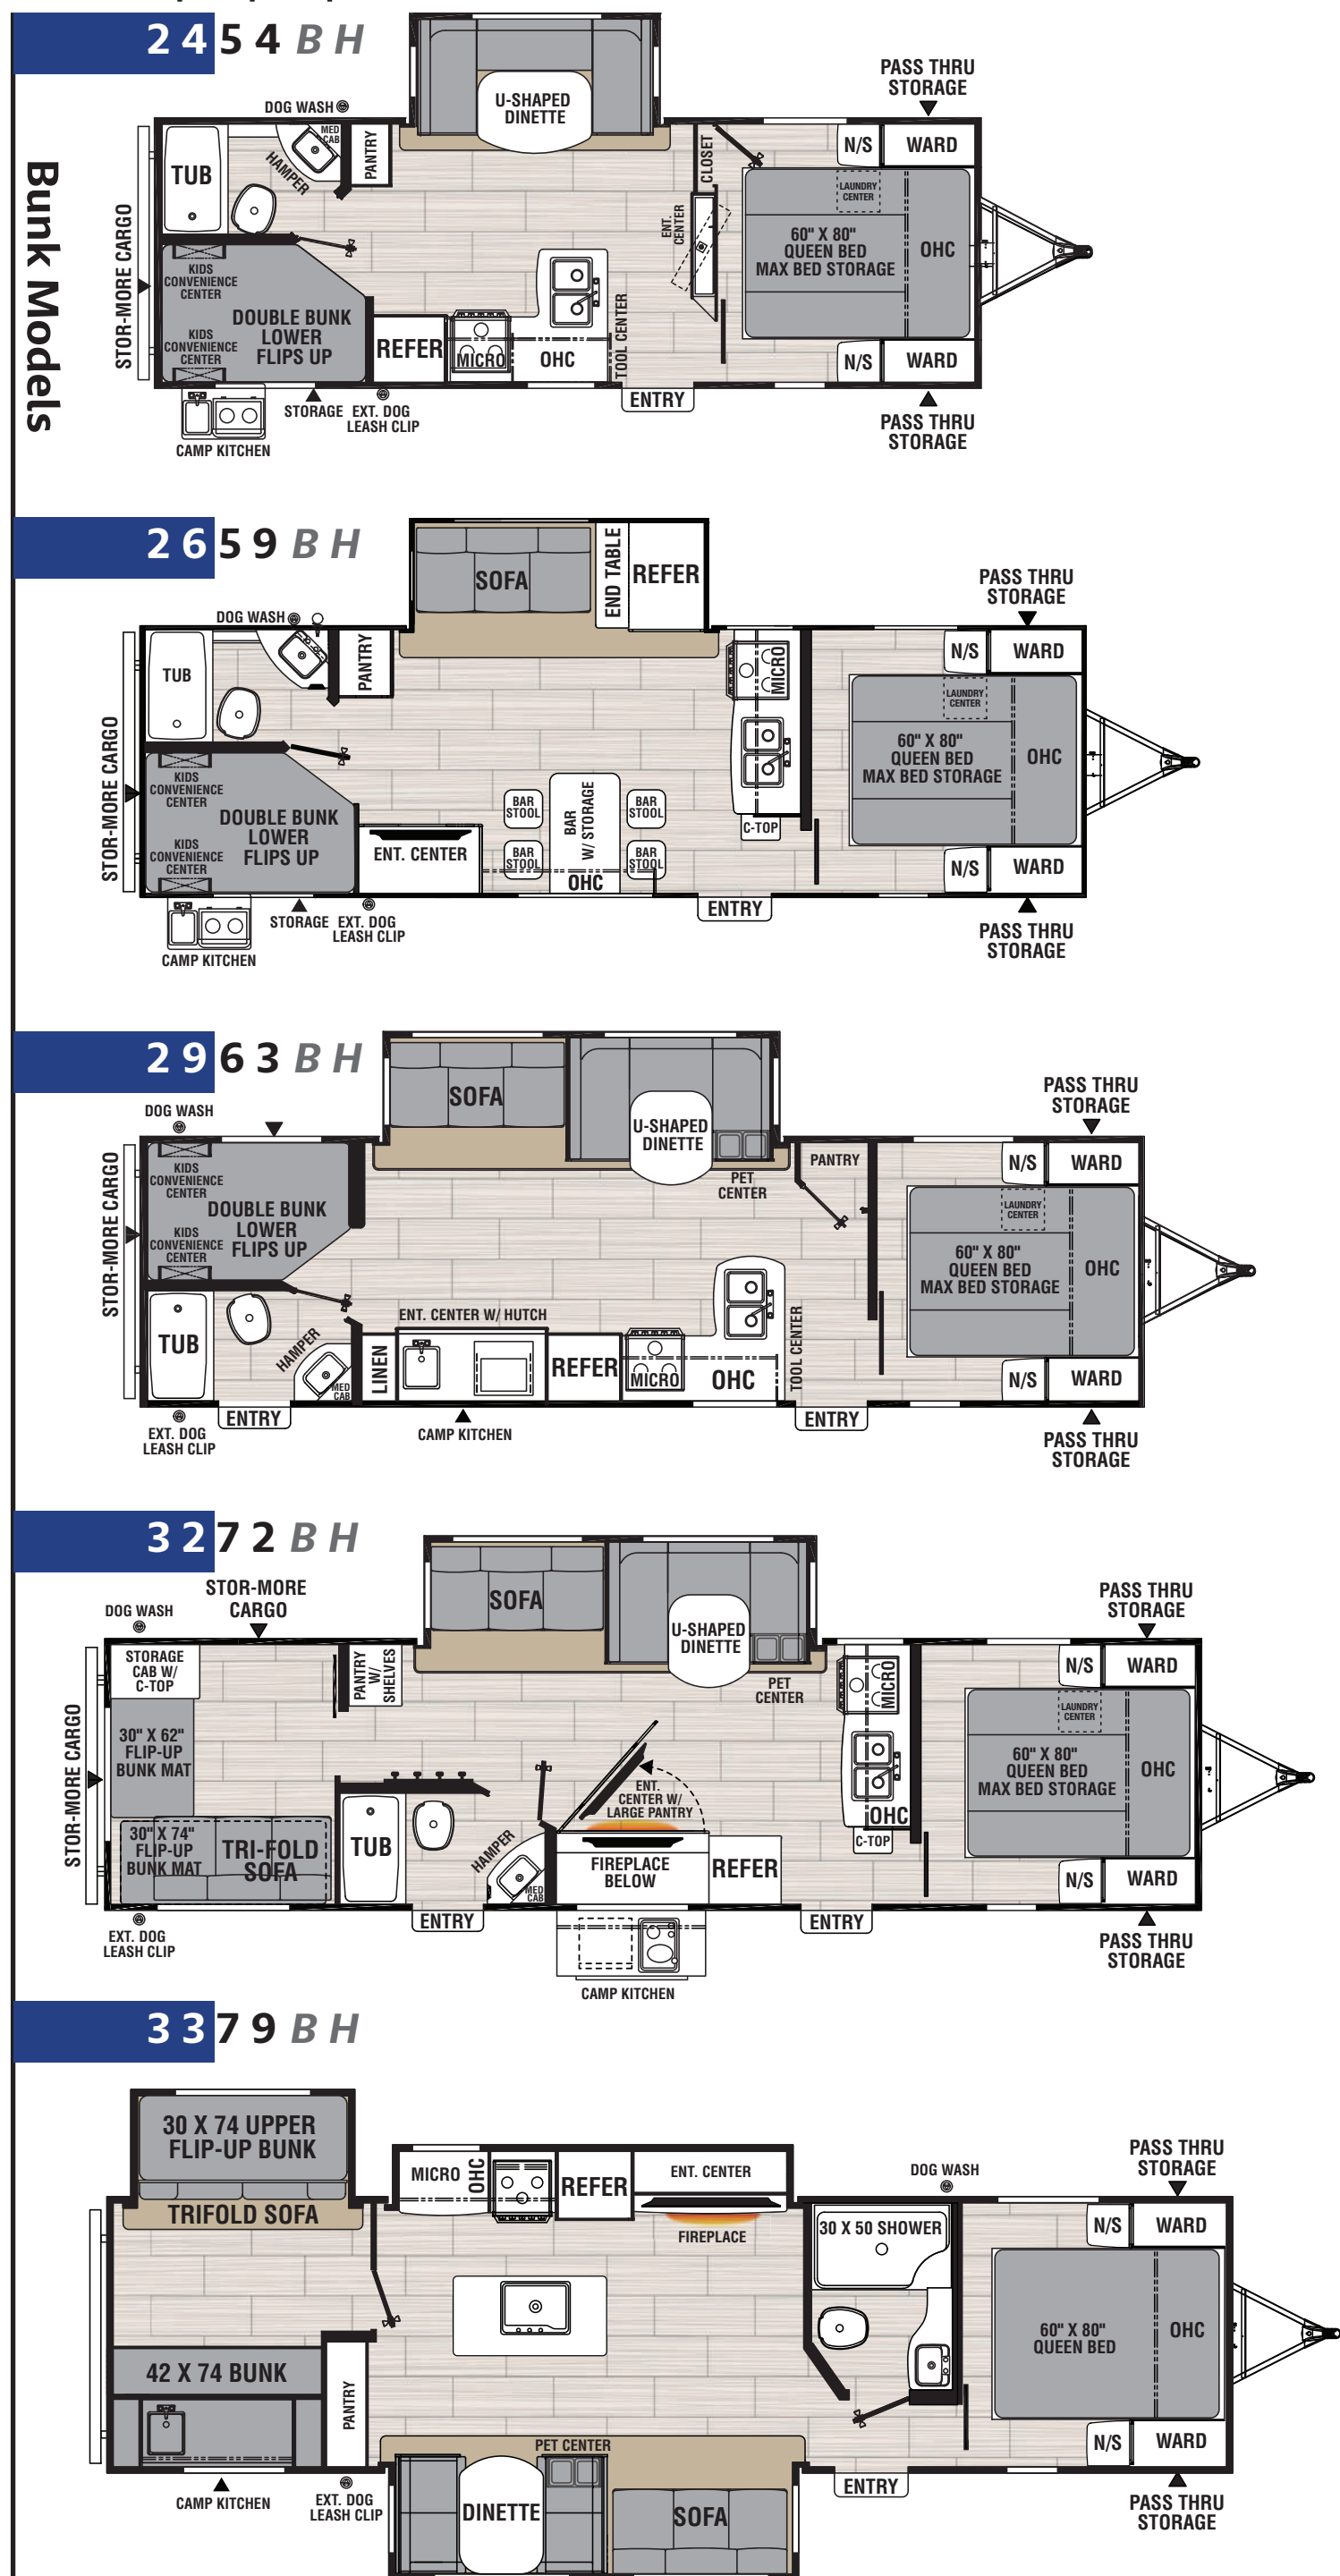 Bunk Models
2454 BH
PASS THRU
STORAGE
DOG WASH
U-SHAPED
DINETTE
MED
CAB
TUB
HAMPER
PANTRY
CLOSET
N/S
WARD
LAUNDRY
CENTER
ENT.
CENTER
60" X 80"
QUEEN BED
MAX BED STORAGE
OHC
STOR-MORE CARGO
KIDS
CONVENIENCE
CENTER
DOUBLE BUNK
LOWER
FLIPS UP
KIDS
CONVENIENCE
CENTER
REFER
MICRO
OHC
TOOL CENTER
N/S
WARD
ENTRY
STORAGE
EXT. DOG
LEASH CLIP
CAMP KITCHEN
PASS THRU
STORAGE
2659 BH
SOFA
END TABLE
REFER
PASS THRU
STORAGE
DOG WASH
TUB
PANTRY
MICRO
N/S
WARD
LAUNDRY
CENTER
60" X 80"
QUEEN BED
MAX BED STORAGE
OHC
STOR-MORE CARGO
KIDS
CONVENIENCE
CENTER
DOUBLE BUNK
LOWER
FLIPS UP
KIDS
CONVENIENCE
CENTER
ENT. CENTER
BAR
STOOL
BAR
STOOL
BAR
W/ STORAGE
BAR
STOOL
BAR
STOOL
OHC
C-TOP
N/S
WARD
ENTRY
STORAGE
EXT. DOG
LEASH CLIP
CAMP KITCHEN
PASS THRU
STORAGE
2963 BH
SOFA
U-SHAPED
DINETTE
PET
CENTER
PASS THRU
STORAGE
DOG WASH
KIDS
CONVENIENCE
CENTER
DOUBLE BUNK
LOWER
FLIPS UP
KIDS
CONVENIENCE
CENTER
STOR-MORE CARGO
PANTRY
N/S
WARD
LAUNDRY
CENTER
60" X 80"
QUEEN BED
MAX BED STORAGE
OHC
TUB
HAMPER
MED
CAB
LINEN
ENT. CENTER W/ HUTCH
REFER
MICRO
OHC
TOOL CENTER
N/S
WARD
EXT. DOG
LEASH CLIP
ENTRY
CAMP KITCHEN
ENTRY
PASS THRU
STORAGE
3272 BH
STOR-MORE
CARGO
DOG WASH
SOFA
U-SHAPED
DINETTE
PET
CENTER
PASS THRU
STORAGE
STORAGE
CAB W/
C-TOP
PANTRY
W/
SHELVES
MICRO
N/S
WARD
LAUNDRY
CENTER
STOR-MORE CARGO
30" X 62"
FLIP-UP
BUNK MAT
60" X 80"
QUEEN BED
MAX BED STORAGE
OHC
ENT.
CENTER W/
LARGE PANTRY
30" X 74"
FLIP-UP
BUNK MAT
TRI-FOLD
SOFA
TUB
HAMPER
MED
CAB
FIREPLACE
BELOW
REFER
OHC
C-TOP
N/S
WARD
EXT. DOG
LEASH CLIP
ENTRY
ENTRY
CAMP KITCHEN
PASS THRU
STORAGE
3379 BH
30 X 74 UPPER
FLIP-UP BUNK
TRIFOLD SOFA
MICRO
OHC
REFER
ENT. CENTER
FIREPLACE
DOG WASH
PASS THRU
STORAGE
30 X 50 SHOWER
N/S
WARD
60" X 80"
QUEEN BED
OHC
42 X 74 BUNK
PANTRY
PET CENTER
N/S
WARD
CAMP KITCHEN
EXT. DOG
LEASH CLIP
DINETTE
SOFA
ENTRY
PASS THRU
STORAGE